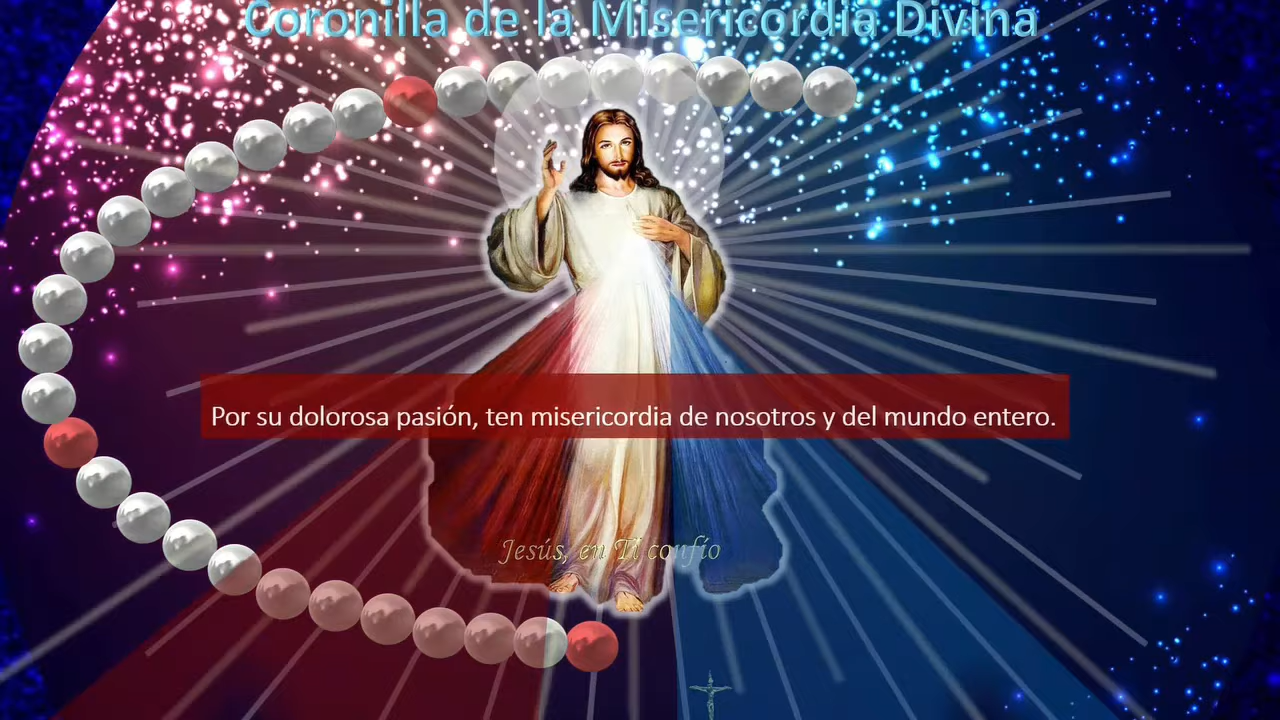 Coronilla de la Misericordia Divina
Por su dolorosa pasión, ten misericordia de nosotros y del mundo entero.
Jesús, en Ti confío